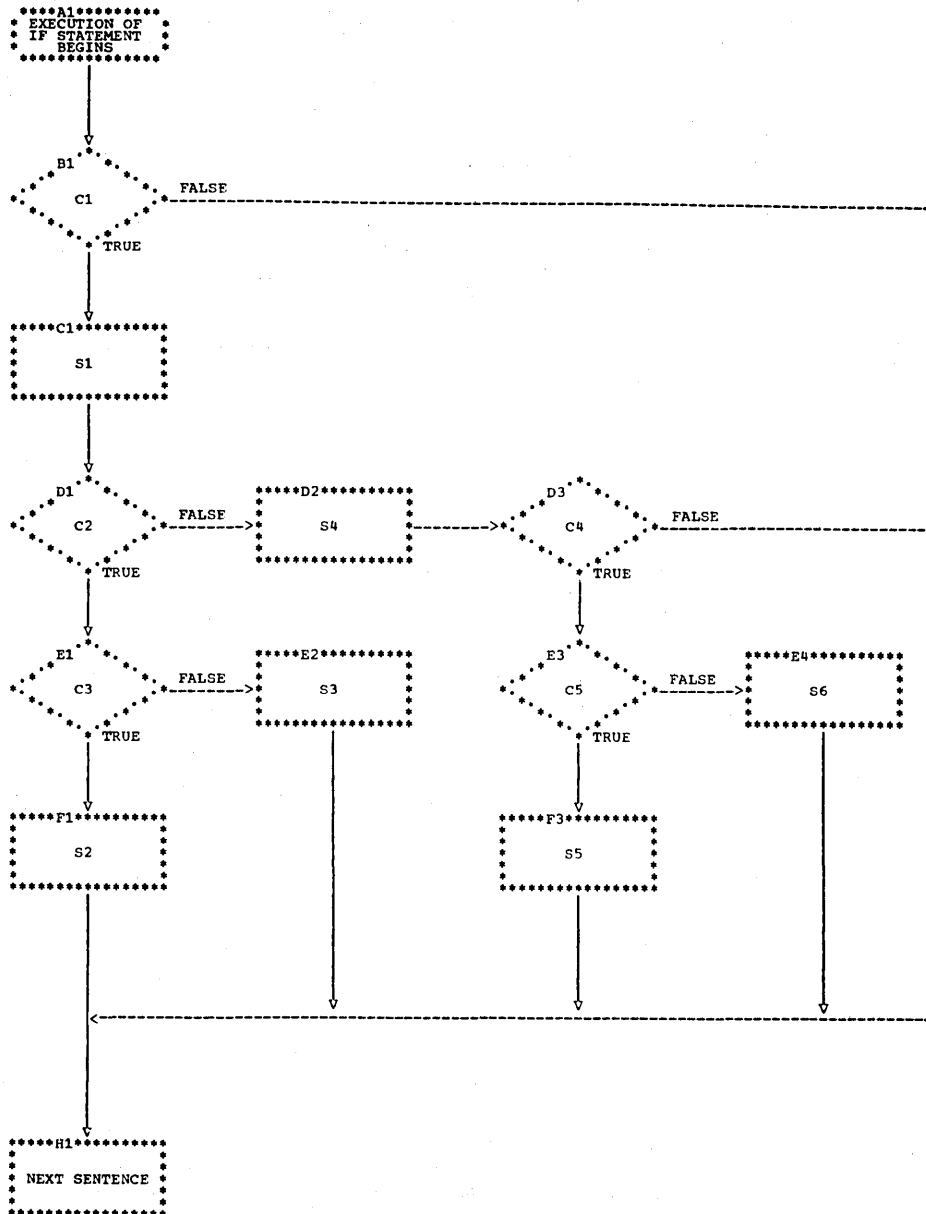 A1
EXECUTION OF
IF STATEMENT
BEGINS
B1
C1
FALSE
TRUE
C1
S1
D1
C2
FALSE
TRUE
D2
S4
D3
C4
FALSE
TRUE
E1
C3
FALSE
TRUE
E2
S3
E3
C5
FALSE
TRUE
E4
S6
F1
S2
F3
S5
H1
NEXT SENTENCE